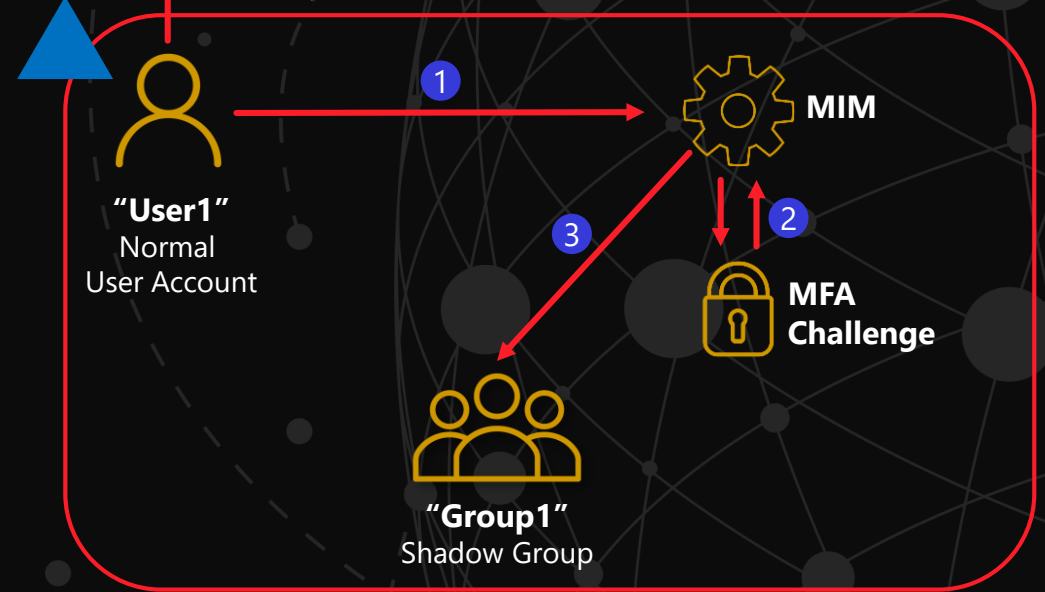 1
MIM
“User1”
Normal
User Account
2
3
MFA
Challenge
“Group1”
Shadow Group